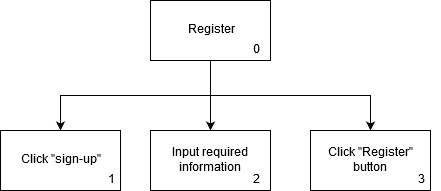 Register
0
Click "sign-up"
1
Input required
information
2
Click "Register"
button
3